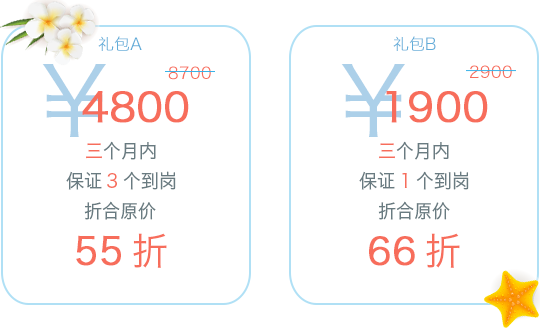 礼包A
8700
¥4800
三个月内
保证 3 个到岗
折合原价
55 折
礼包B
2900
¥1900
三个月内
保证 1 个到岗
折合原价
66 折